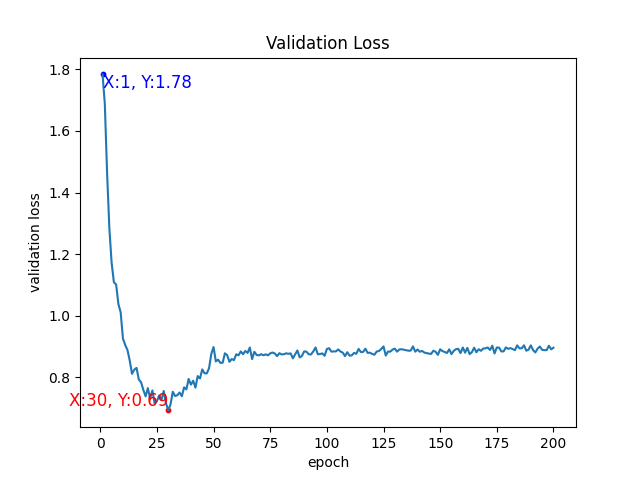 Validation Loss
1.8
X:1, Y:1.78
1.6
1.4
1.2
validation loss
1.0
0.8
X:30, Y:0.69
0 25 50 75 100 125 150 175 200
epoch